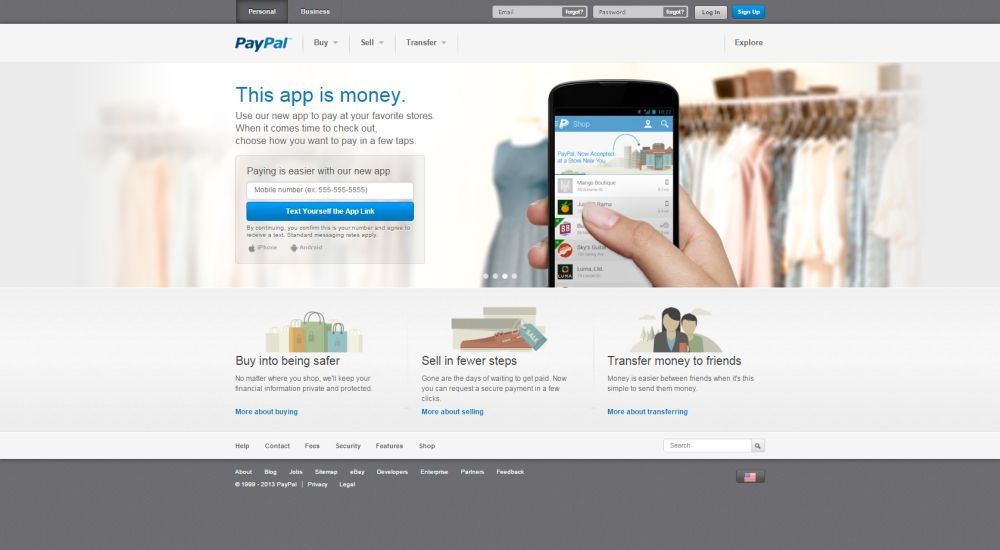 Personal
Business
Email
forgot?
Password
forgot?
Log In
Sign Up
PayPal™
Buy
Sell
Transfer
Explore
This app is money.
Use our new app to pay at your favorite stores.
When it comes time to check out,
choose how you want to pay in a few taps.
Paying is easier with our new app
Mobile number (ex. 555-555-5555)
Text Yourself the App Link
By continuing, you confirm this is your number and agree to
receive a text. Standard messaging rates apply.
iPhone
Android
10:22
Shop
PayPal, Now Accepted
at a Store Near You
Mango Boutique
Rama
BB
Sky's Guita
Luma, Ltd.
LUMA
SALE
Buy into being safer
No matter where you shop, we'll keep your
financial information private and protected.
More about buying
Sell in fewer steps
Gone are the days of waiting to get paid. Now
you can request a secure payment in a few
clicks.
More about selling
Transfer money to friends
Money is easier between friends when it's this
simple to send them money.
More about transferring
Help
Contact
Fees
Security
Features
Shop
Search
About
Blog
Jobs
Sitemap
eBay
Developers
Enterprise
Partners
Feedback
© 1999 - 2013 PayPal
Privacy
Legal